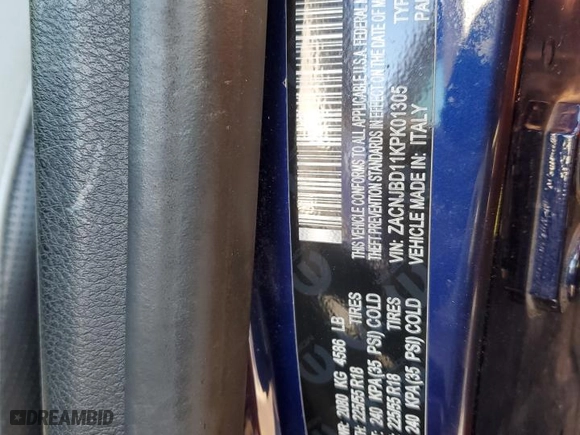 TYP
PA
THIS VEHICLE CONFORMS TO ALL APPLICABLE U.S.A. FEDERAL
THEFT PREVENTION STANDARDS IN EFFECT ON THE DATE OF
VIN: ZACNJBD11KPK01305
VEHICLE MADE IN: ITALY
2080 KG 4586 LB
225/55 R18 TIRES
240 KPA(35 PSI) COLD
225/55 R18 TIRES
240 KPA(35 PSI) COLD
DREAMBID